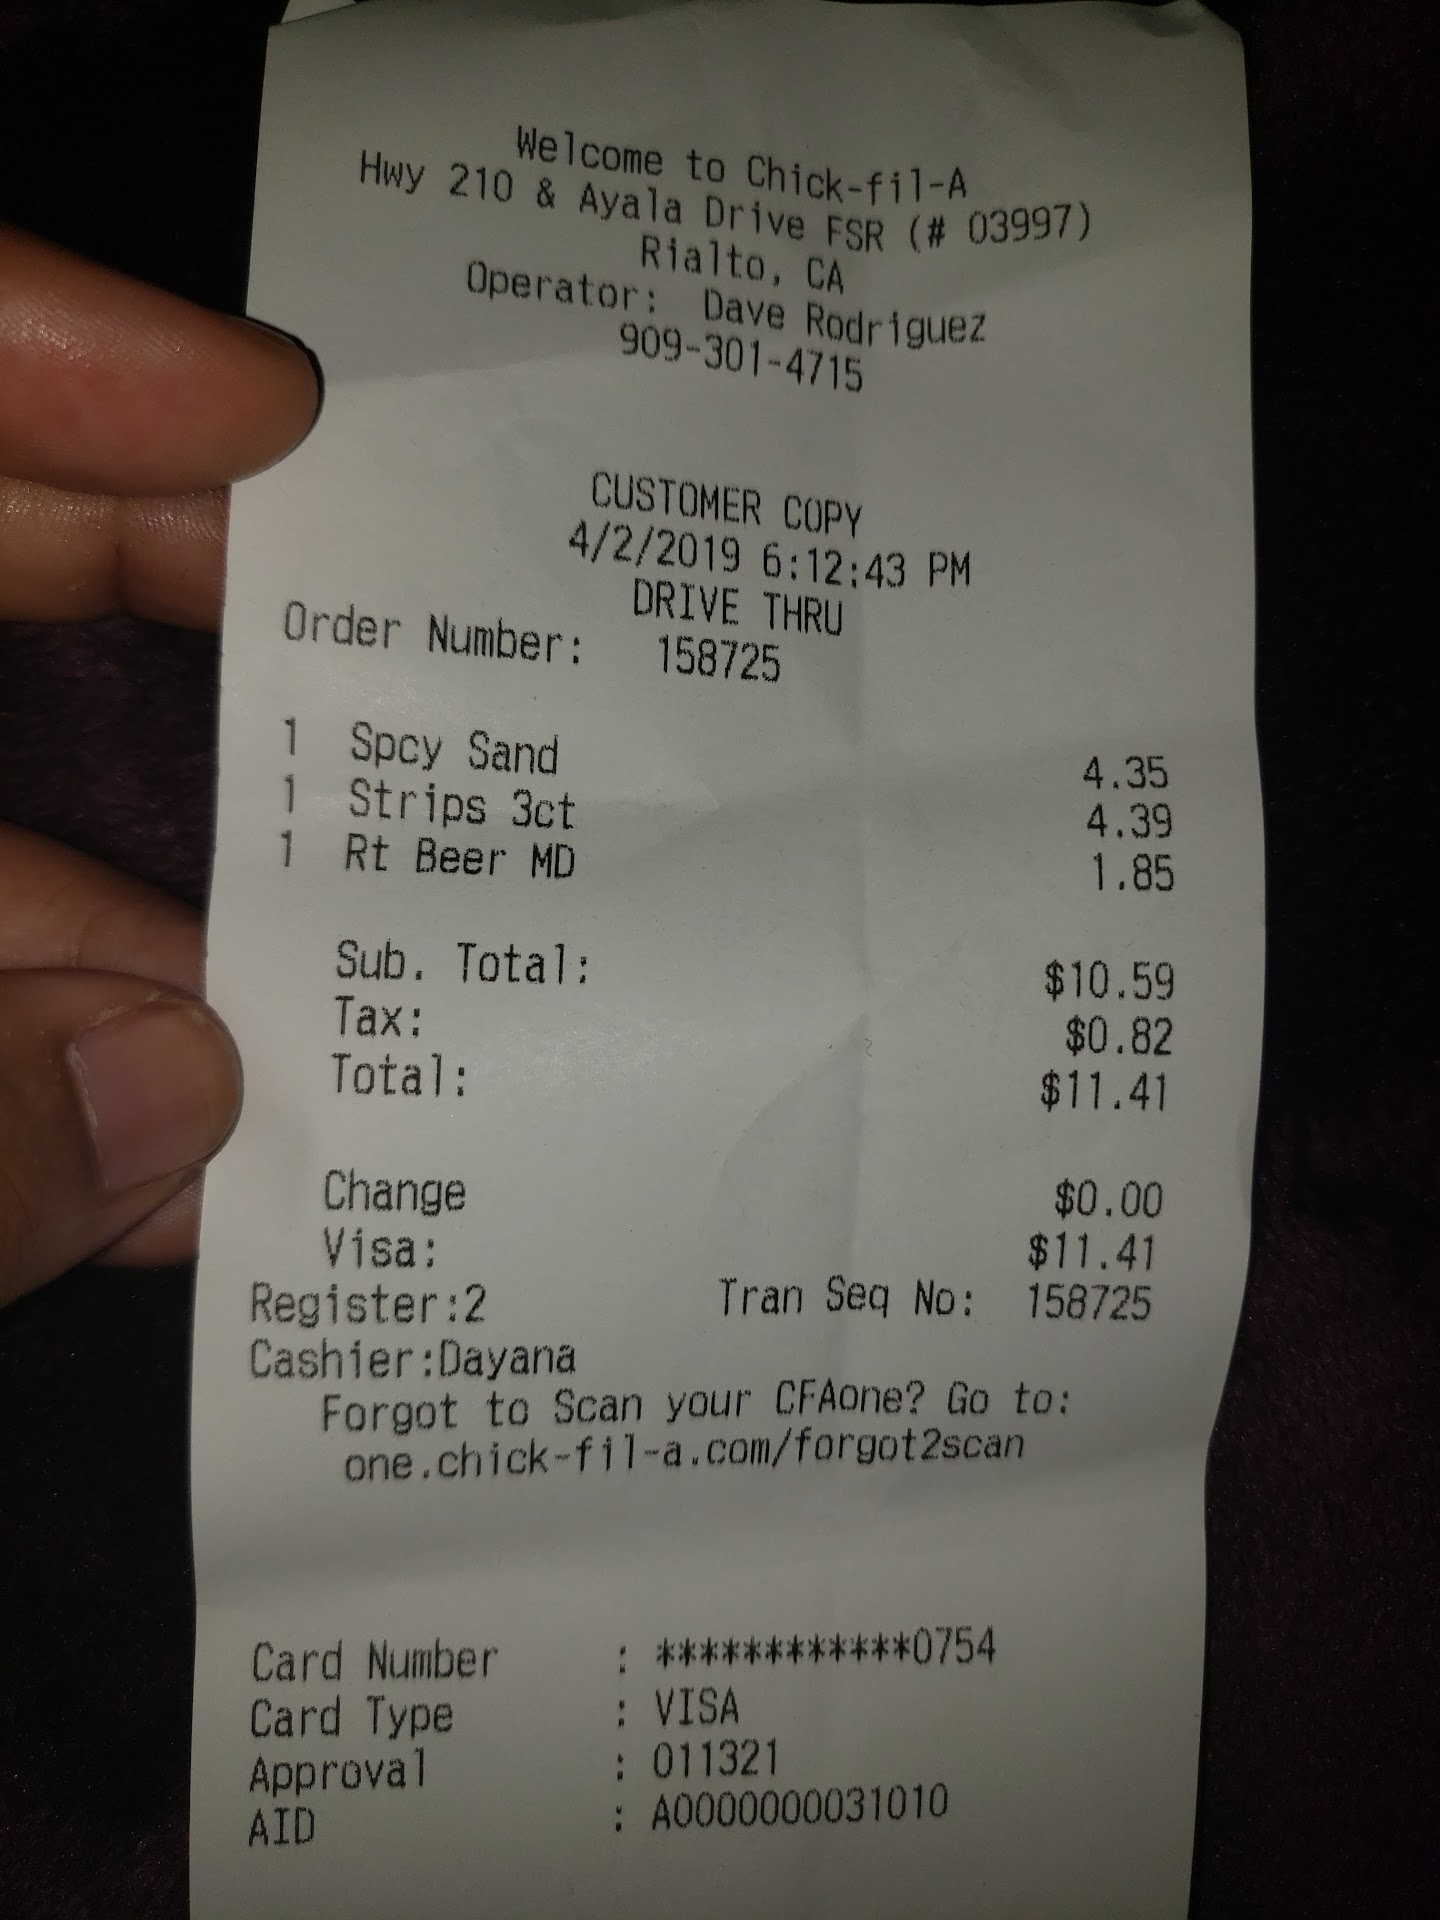 Welcome to Chick-fil-A
Hwy 210 & Ayala Drive FSR (# 03997)
Rialto, CA
Operator: Dave Rodriguez
909-301-4715
CUSTOMER COPY
4/2/2019 6:12:43 PM
DRIVE THRU
Order Number: 158725
1 Spcy Sand 4.35
1 Strips 3ct 4.39
1 Rt Beer MD 1.85
Sub. Total: $10.59
Tax: $0.82
Total: $11.41
Change $0.00
Visa: $11.41
Register:2 Tran Seq No: 158725
Cashier:Dayana
Forgot to Scan your CFAone? Go to:
one.chick-fil-a.com/forgot2scan
Card Number : ************0754
Card Type : VISA
Approval : 011321
AID : A0000000031010